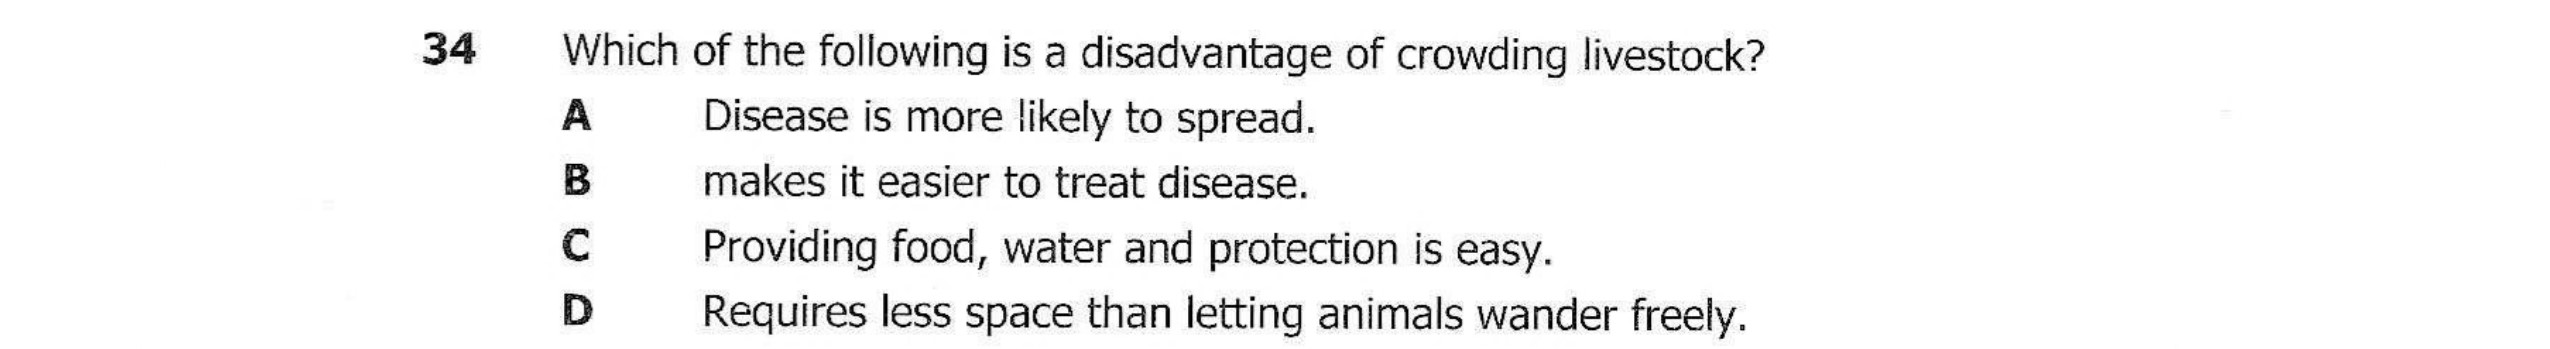 34 Which of the following is a disadvantage of crowding livestock?
A Disease is more likely to spread.
B makes it easier to treat disease.
C Providing food, water and protection is easy.
D Requires less space than letting animals wander freely.